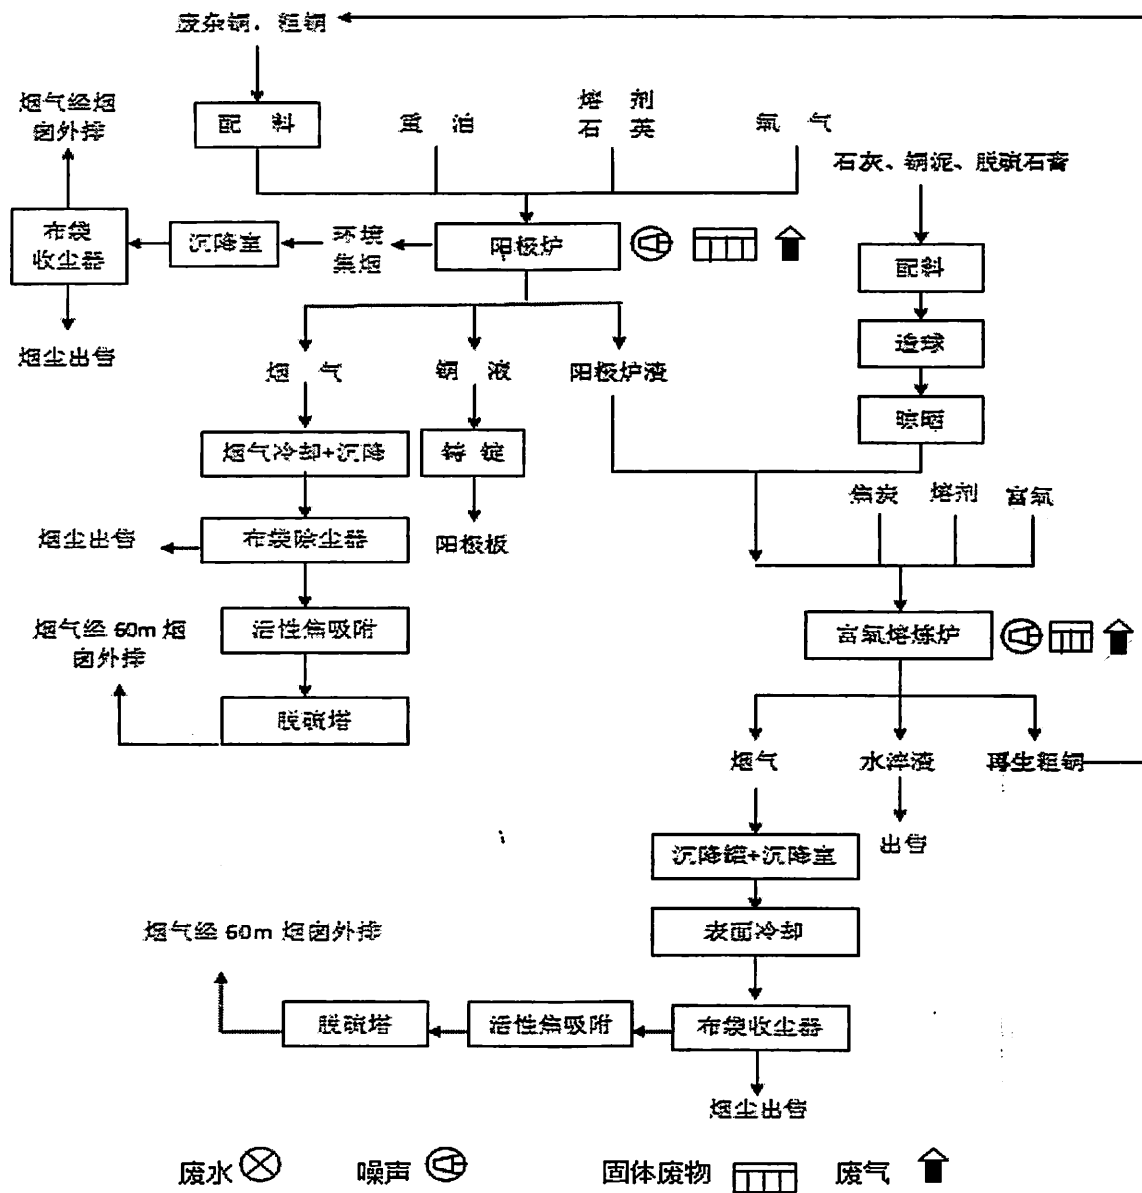 废杂铜、粗铜
烟气经烟
囱外排
配 料
重 油
熔 剂
石 英
氧 气
石灰、铜泥、脱硫石膏
布袋
收尘器
沉降室
环境
集烟
阳极炉
配料
烟尘出售
造球
烟 气
铜 液
阳极炉渣
晾晒
烟气冷却+沉降
铸 锭
焦炭
熔剂
富氧
烟尘出售
布袋除尘器
阳极板
烟气经 60m 烟
囱外排
活性焦吸附
富氧熔炼炉
脱硫塔
烟气
水淬渣
再生粗铜
沉降罐+沉降室
出售
表面冷却
烟气经 60m 烟囱外排
脱硫塔
活性焦吸附
布袋收尘器
烟尘出售
废水
噪声
固体废物
废气